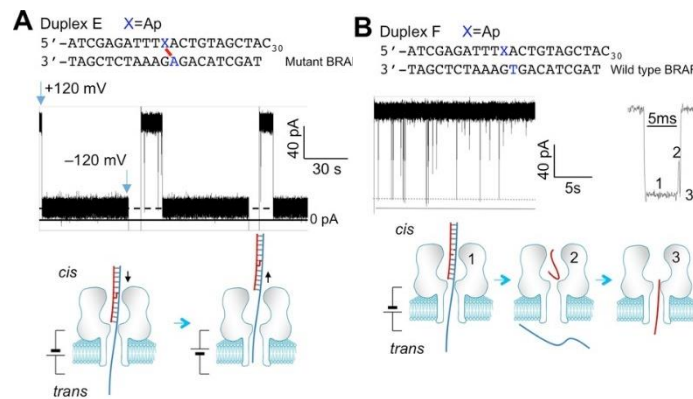 A Duplex E X=Ap
5’-ATCGAGATTTXACTGTAGCTAC30
3’-TAGCTCTAAAGAGACATCGAT Mutant BRAF
+120 mV
−120 mV
40 pA
30 s
0 pA
cis
trans
B Duplex F X=Ap
5’-ATCGAGATTTXACTGTAGCTAC30
3’-TAGCTCTAAAGTGACATCGAT Wild type BRAF
40 pA
5s
5ms
1
2
3
cis
1
2
3
trans